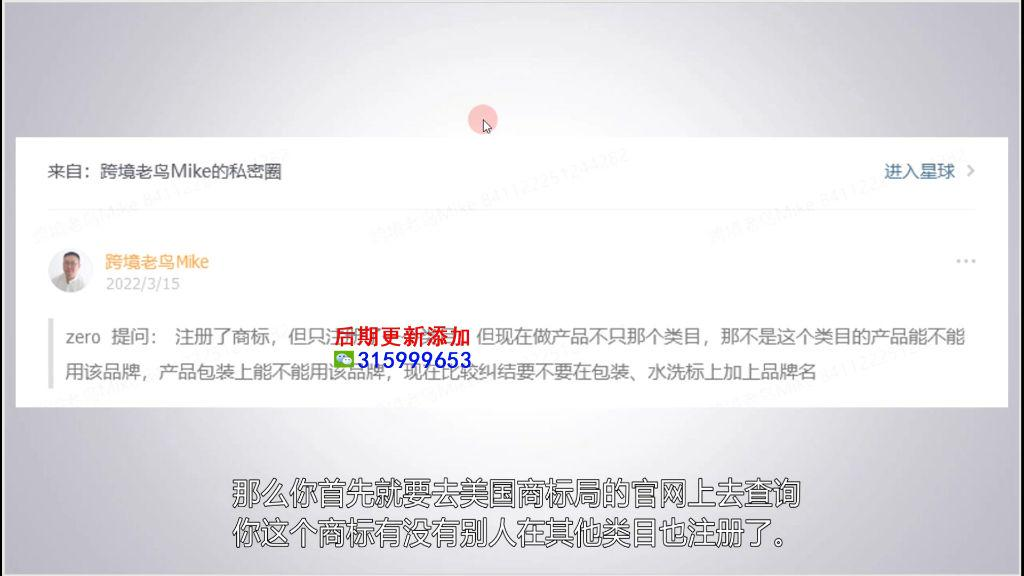 来自：跨境老鸟Mike的私密圈
进入星球
跨境老鸟Mike
2022/3/15
zero 提问： 注册了商标，但只注册 后期更新添加 但现在做产品不只那个类目，那不是这个类目的产品能不能
315999653
用该品牌，产品包装上能不能用该品牌，现在比较纠结要不要在包装、水洗标上加上品牌名
那么你首先就要去美国商标局的官网上去查询
你这个商标有没有别人在其他类目也注册了。